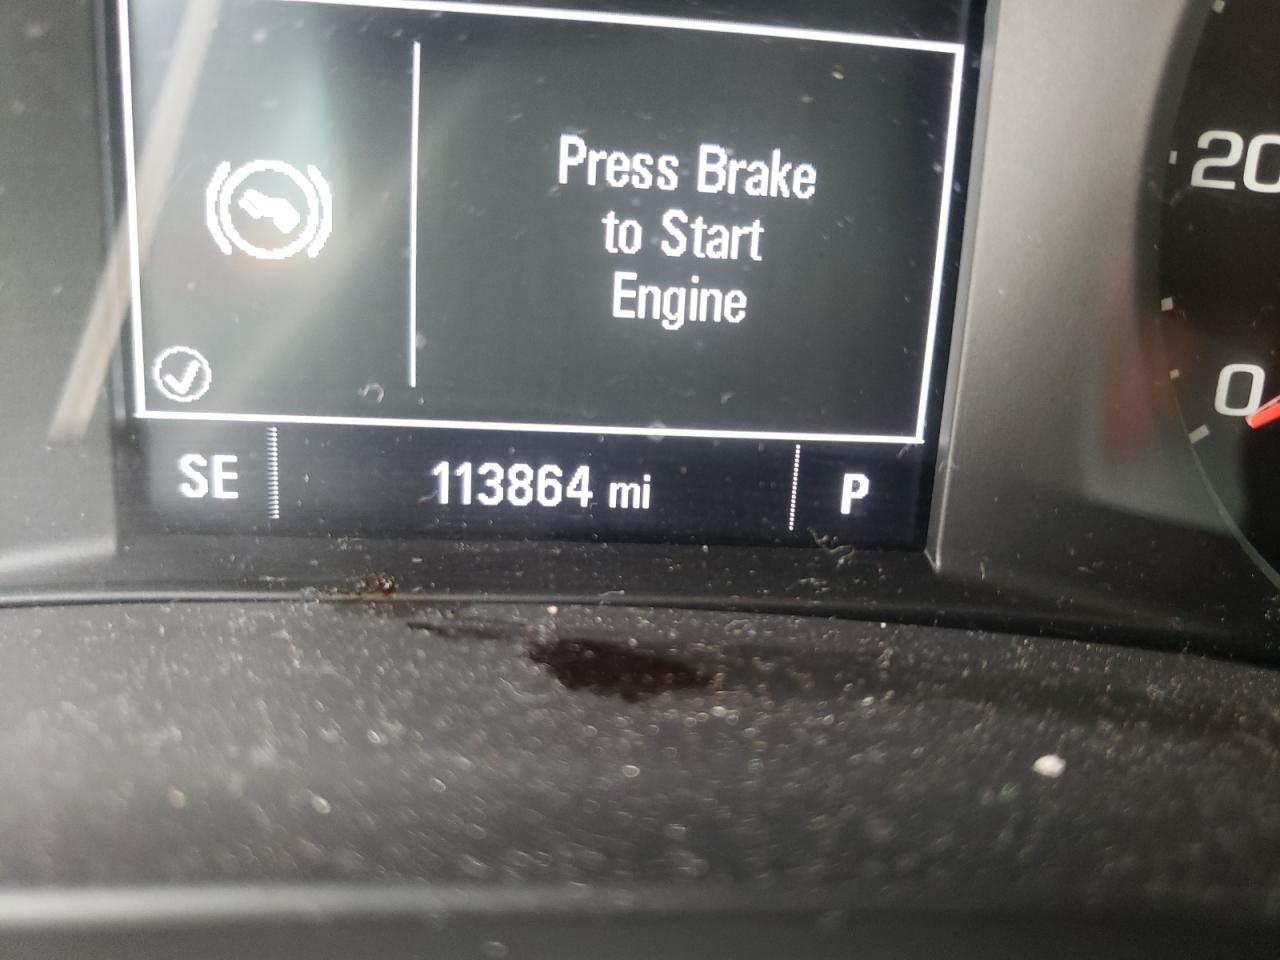 Press Brake
to Start
Engine
SE
113864 mi
P
20
0